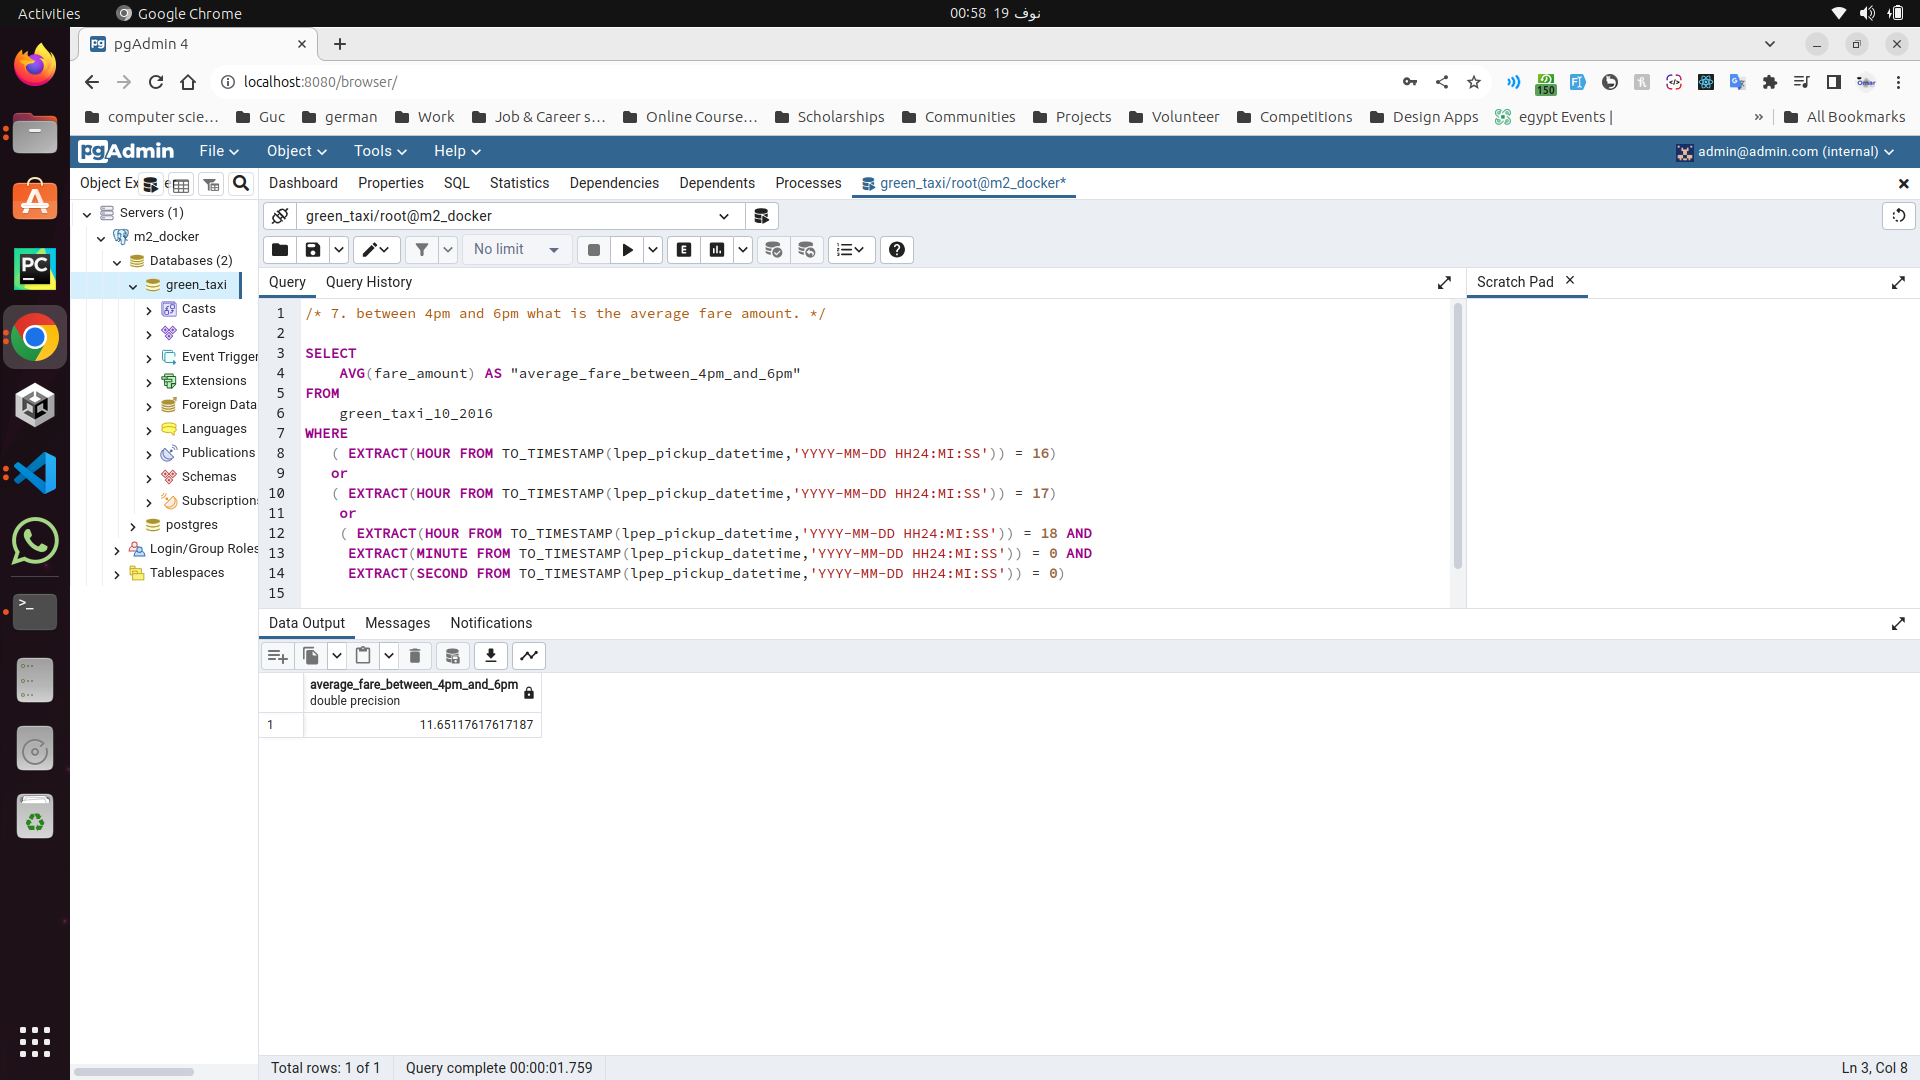 Activities
Google Chrome
00:58 19 نوف
pgAdmin 4
localhost:8080/browser/
150
computer scie...
Guc
german
Work
Job & Career s...
Online Course...
Scholarships
Communities
Projects
Volunteer
Competitions
Design Apps
egypt Events |
»
All Bookmarks
pgAdmin
File
Object
Tools
Help
admin@admin.com (internal)
Object Ex
Dashboard
Properties
SQL
Statistics
Dependencies
Dependents
Processes
green_taxi/root@m2_docker*
Servers (1)
m2_docker
Databases (2)
green_taxi
Casts
Catalogs
Event Trigger
Extensions
Foreign Data
Languages
Publications
Schemas
Subscriptions
postgres
Login/Group Roles
Tablespaces
green_taxi/root@m2_docker
No limit
E
Query
Query History
Scratch Pad
1 /* 7. between 4pm and 6pm what is the average fare amount. */
2
3 SELECT
4 AVG(fare_amount) AS "average_fare_between_4pm_and_6pm"
5 FROM
6 green_taxi_10_2016
7 WHERE
8 ( EXTRACT(HOUR FROM TO_TIMESTAMP(lpep_pickup_datetime,'YYYY-MM-DD HH24:MI:SS')) = 16)
9 or
10 ( EXTRACT(HOUR FROM TO_TIMESTAMP(lpep_pickup_datetime,'YYYY-MM-DD HH24:MI:SS')) = 17)
11 or
12 ( EXTRACT(HOUR FROM TO_TIMESTAMP(lpep_pickup_datetime,'YYYY-MM-DD HH24:MI:SS')) = 18 AND
13 EXTRACT(MINUTE FROM TO_TIMESTAMP(lpep_pickup_datetime,'YYYY-MM-DD HH24:MI:SS')) = 0 AND
14 EXTRACT(SECOND FROM TO_TIMESTAMP(lpep_pickup_datetime,'YYYY-MM-DD HH24:MI:SS')) = 0)
15
Data Output
Messages
Notifications
average_fare_between_4pm_and_6pm
double precision
1
11.65117617617187
Total rows: 1 of 1
Query complete 00:00:01.759
Ln 3, Col 8